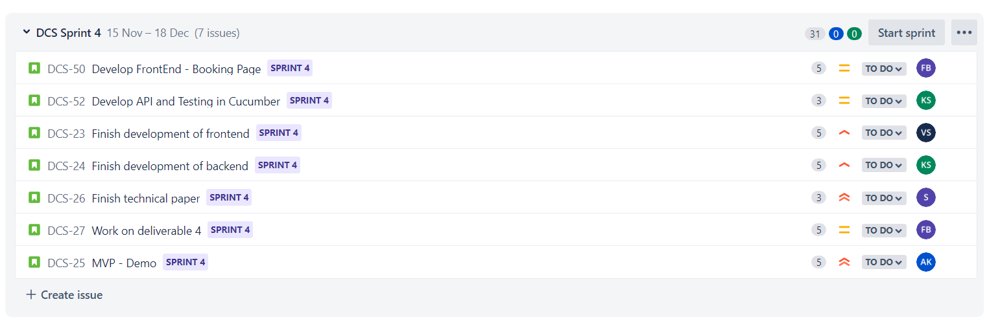 DCS Sprint 4 15 Nov – 18 Dec (7 issues) 31 0 0 Start sprint
DCS-50 Develop FrontEnd - Booking Page SPRINT 4 5 TO DO FB
DCS-52 Develop API and Testing in Cucumber SPRINT 4 3 TO DO KS
DCS-23 Finish development of frontend SPRINT 4 5 TO DO VS
DCS-24 Finish development of backend SPRINT 4 5 TO DO KS
DCS-26 Finish technical paper SPRINT 4 3 TO DO S
DCS-27 Work on deliverable 4 SPRINT 4 5 TO DO FB
DCS-25 MVP - Demo SPRINT 4 5 TO DO AK
+ Create issue